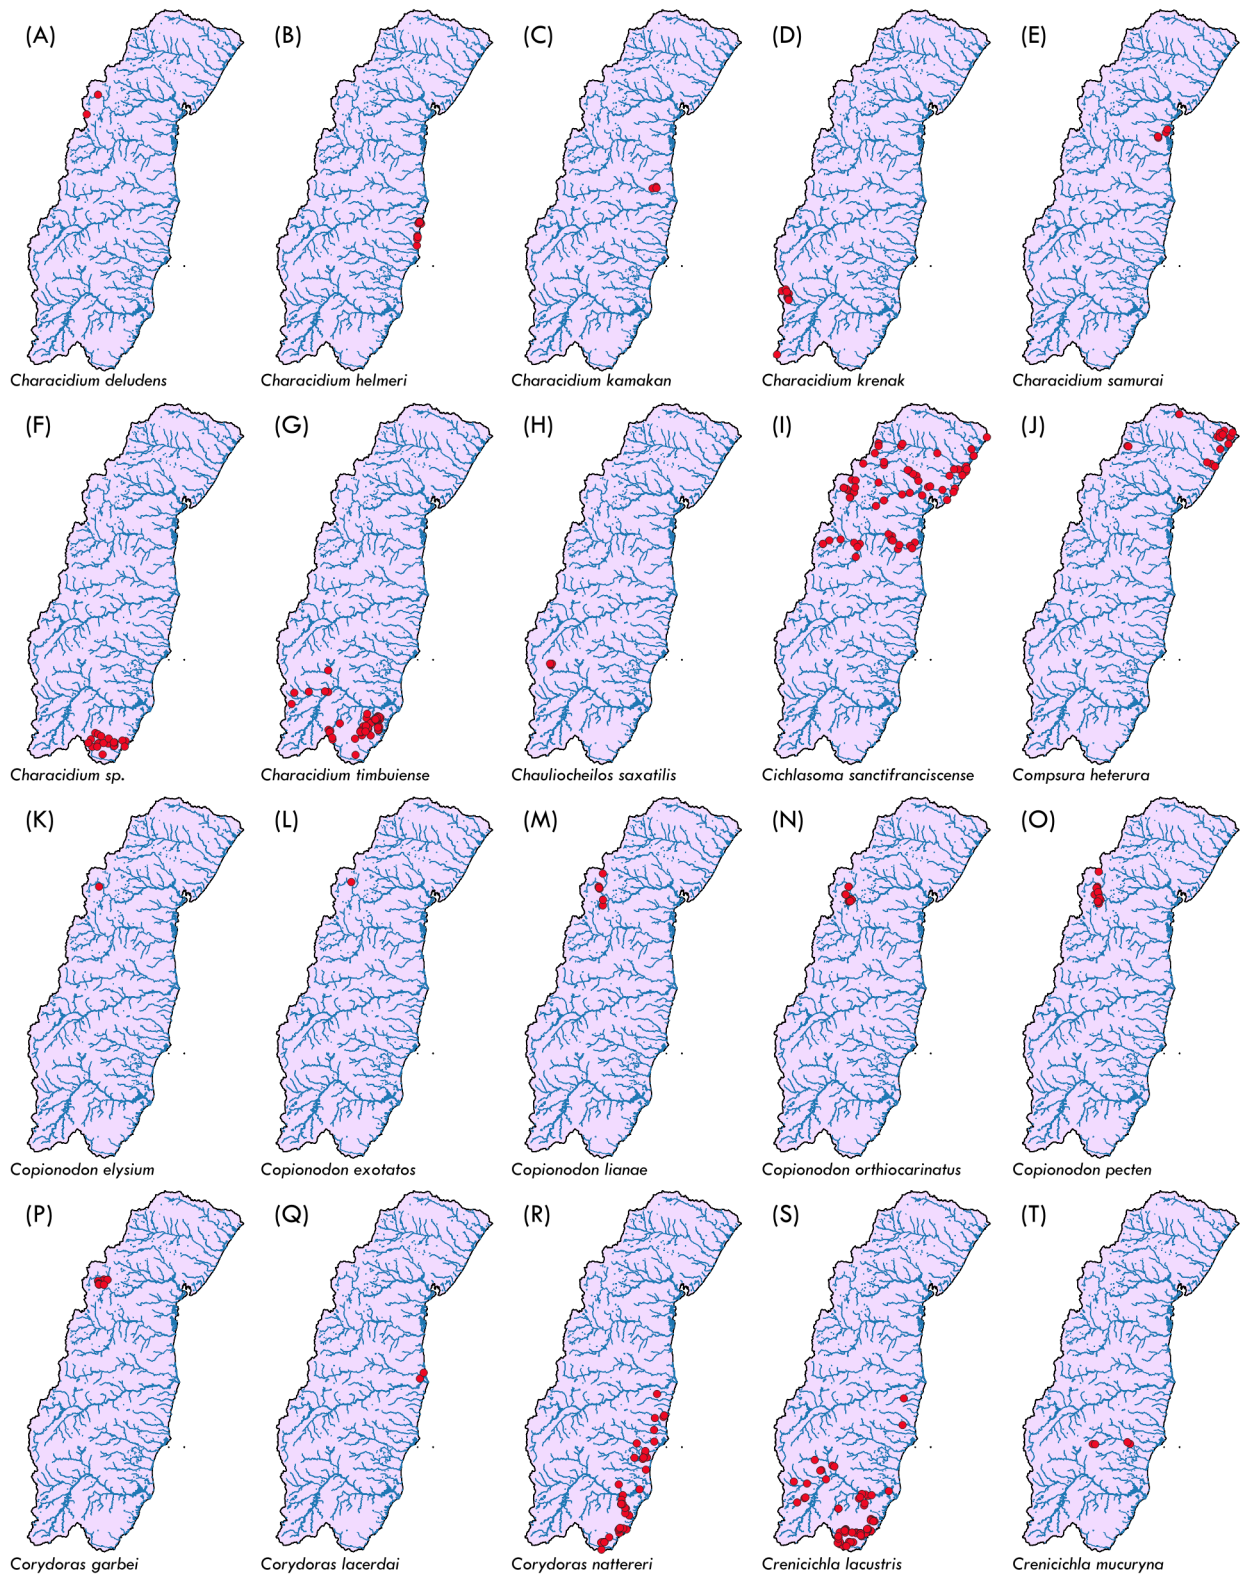 (A) (B) (C) (D) (E)
Characidium deludens Characidium helmeri Characidium kamakan Characidium krenak Characidium samurai
(F) (G) (H) (I) (J)
Characidium sp. Characidium timbuiense Chauliocheilos saxatilis Cichlasoma sanctifranciscense Compsura heterura
(K) (L) (M) (N) (O)
Copionodon elysium Copionodon exotatos Copionodon lianae Copionodon orthiocarinatus Copionodon pecten
(P) (Q) (R) (S) (T)
Corydoras garbei Corydoras lacerdai Corydoras nattereri Crenicichla lacustris Crenicichla mucuryna